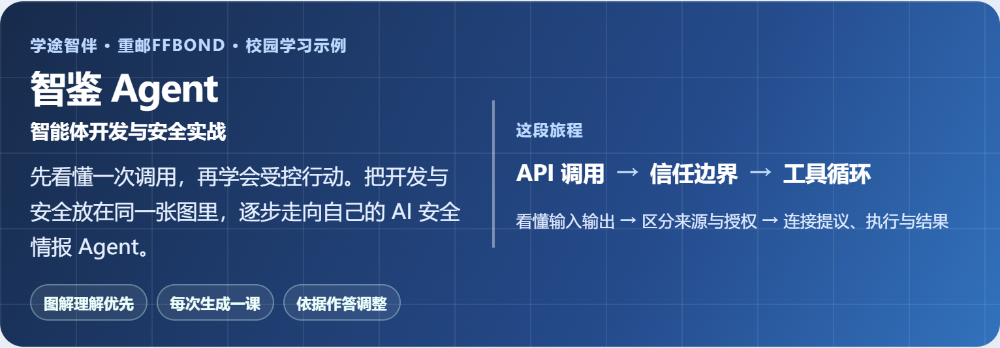 学途智伴 • 重邮FFBOND • 校园学习示例
智鉴 Agent
智能体开发与安全实战
先看懂一次调用，再学会受控行动。把开发与
安全放在同一张图里，逐步走向自己的 AI 安全
情报 Agent。
图解理解优先
每次生成一课
依据作答调整
这段旅程
API 调用 → 信任边界 → 工具循环
看懂输入输出 → 区分来源与授权 → 连接提议、执行与结果